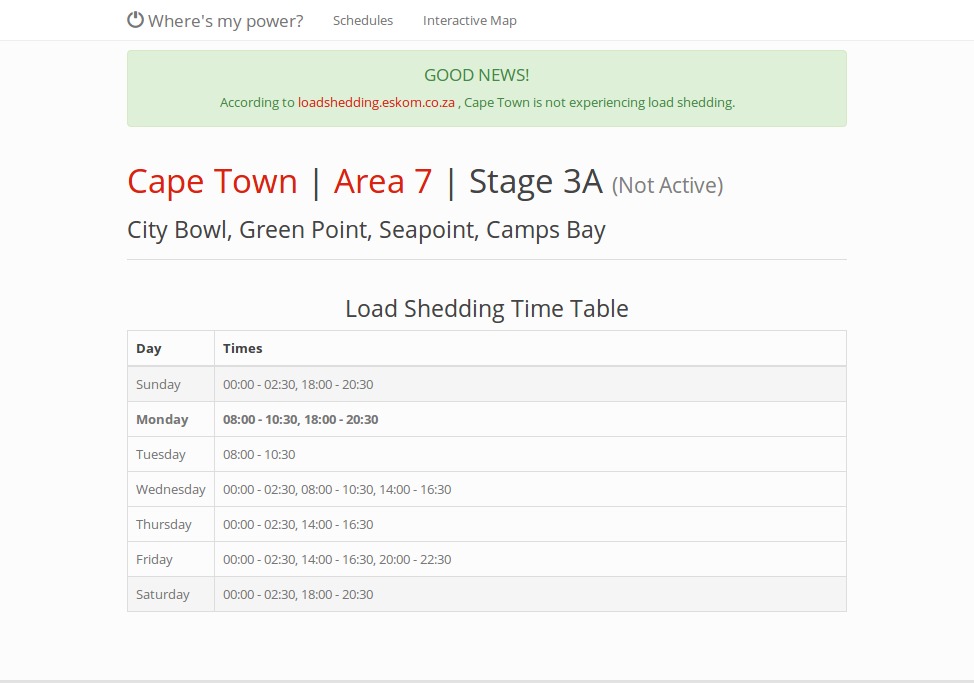 Where's my power? Schedules Interactive Map
GOOD NEWS!
According to loadshedding.eskom.co.za , Cape Town is not experiencing load shedding.
Cape Town | Area 7 | Stage 3A (Not Active)
City Bowl, Green Point, Seapoint, Camps Bay
Load Shedding Time Table
Day Times
Sunday 00:00 - 02:30, 18:00 - 20:30
Monday 08:00 - 10:30, 18:00 - 20:30
Tuesday 08:00 - 10:30
Wednesday 00:00 - 02:30, 08:00 - 10:30, 14:00 - 16:30
Thursday 00:00 - 02:30, 14:00 - 16:30
Friday 00:00 - 02:30, 14:00 - 16:30, 20:00 - 22:30
Saturday 00:00 - 02:30, 18:00 - 20:30